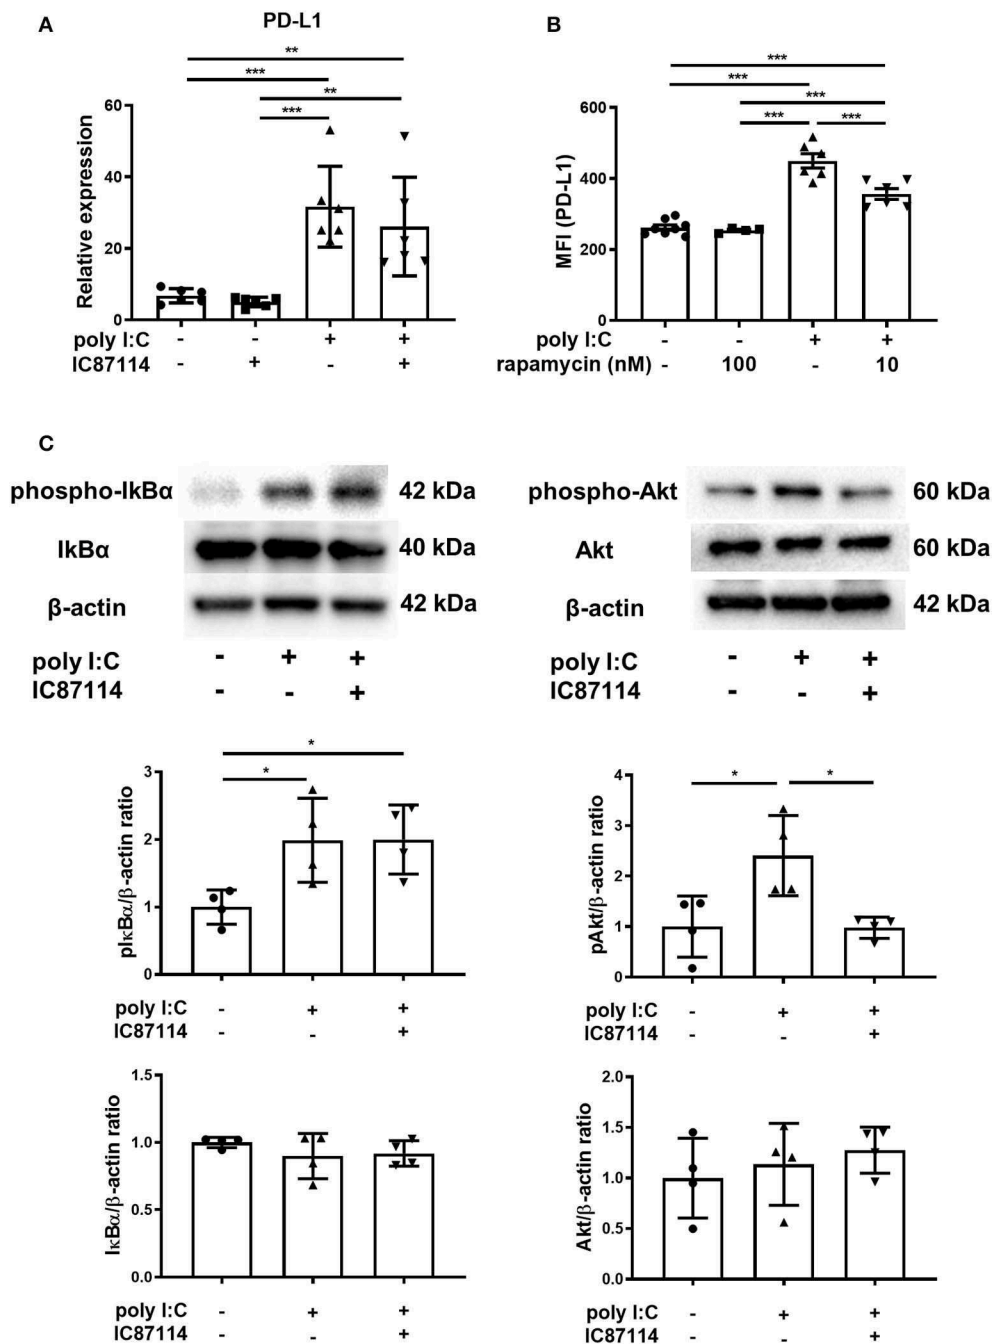 A
PD-L1
**
***
**
***
60
40
20
0
Relative expression
poly I:C - - + +
IC87114 - + - +
B
***
***
***
*** ***
600
400
200
0
MFI (PD-L1)
poly I:C - - + +
rapamycin (nM) - 100 - 10
C
phospho-IkBα 42 kDa
IkBα 40 kDa
β-actin 42 kDa
poly I:C - + +
IC87114 - - +
phospho-Akt 60 kDa
Akt 60 kDa
β-actin 42 kDa
poly I:C - + +
IC87114 - - +
*
*
3
2
1
0
pIκBα/β-actin ratio
poly I:C - + +
IC87114 - - +
* *
4
3
2
1
0
pAkt/β-actin ratio
poly I:C - + +
IC87114 - - +
1.5
1.0
0.5
0.0
IκBα/β-actin ratio
poly I:C - + +
IC87114 - - +
2.0
1.5
1.0
0.5
0.0
Akt/β-actin ratio
poly I:C - + +
IC87114 - - +